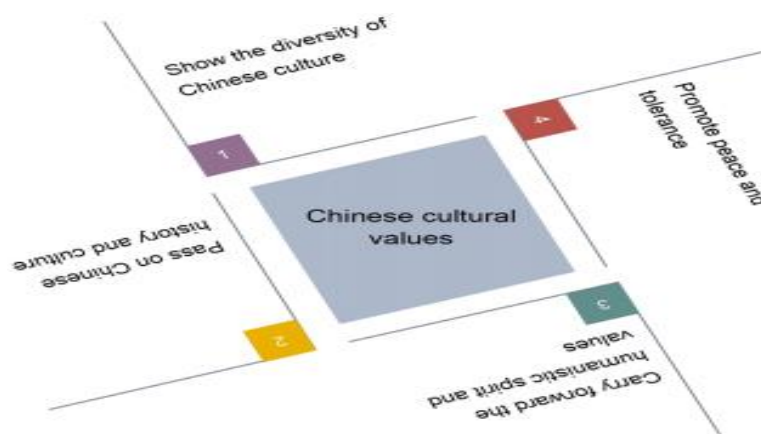 Show the diversity of
Chinese culture
1
Pass on Chinese
history and culture
2
Carry forward the
humanistic spirit and
values
3
Promote peace and
tolerance
4
Chinese cultural
values